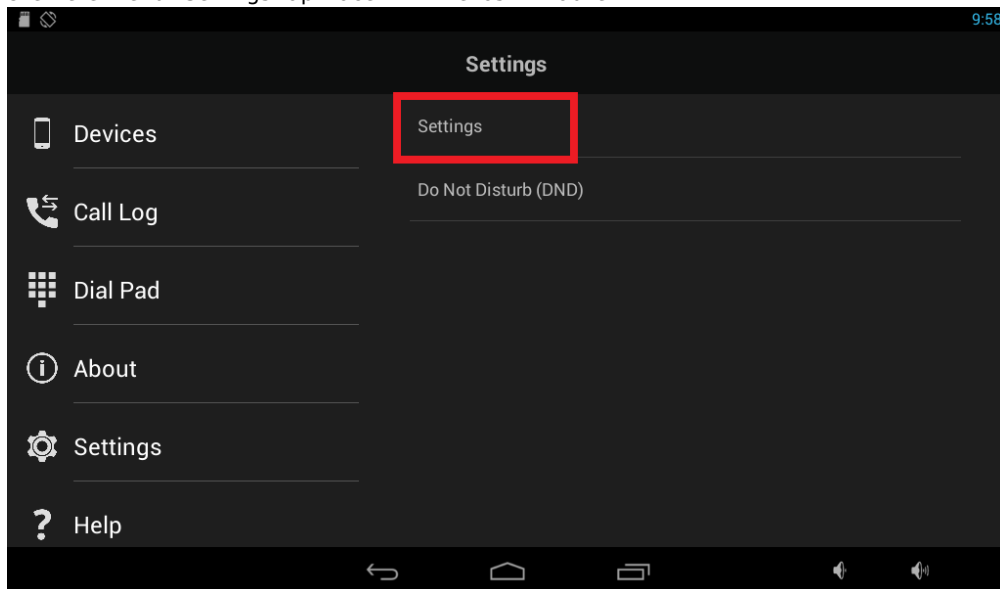 9:58
Settings
Devices
Call Log
Dial Pad
About
Settings
Help
Settings
Do Not Disturb (DND)